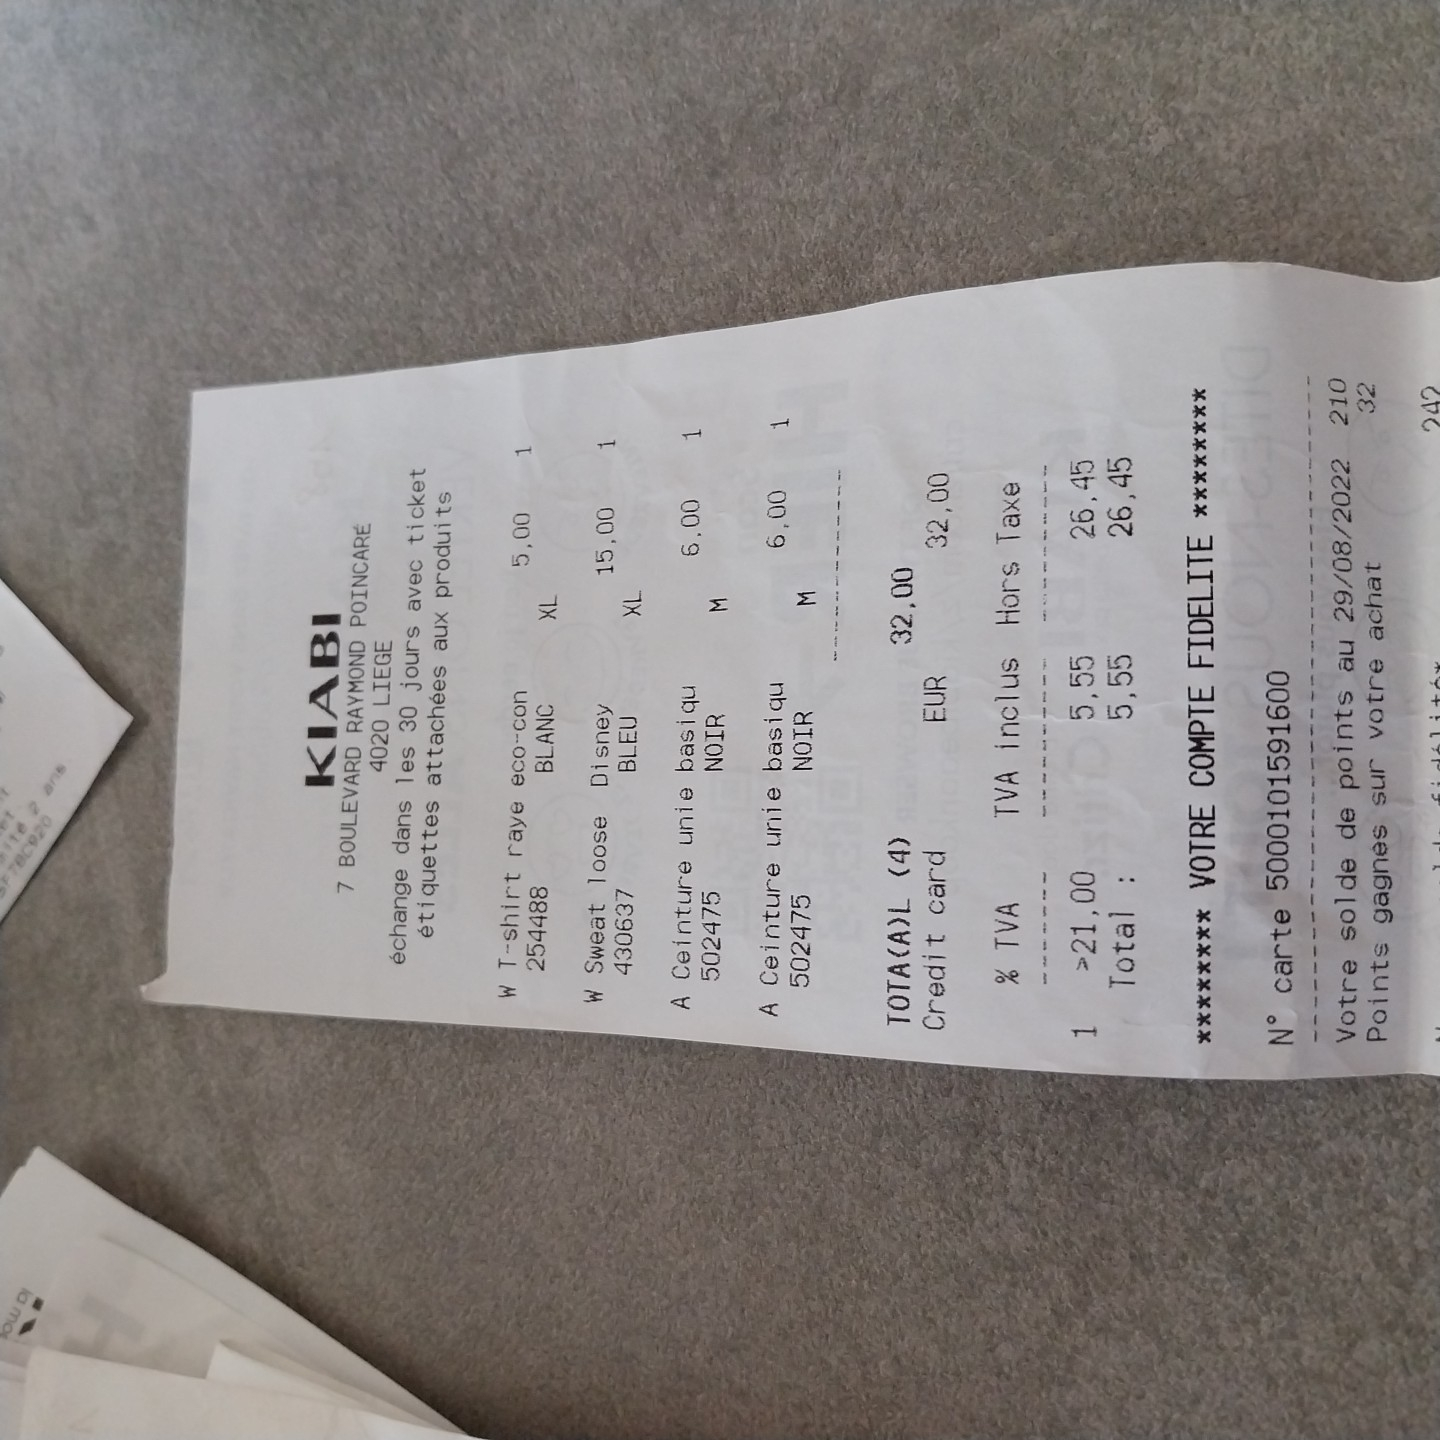 KIABI
7 BOULEVARD RAYMOND POINCARÉ
4020 LIEGE
échange dans les 30 jours avec ticket
étiquettes attachées aux produits
W T-shirt raye eco-con 5,00 1
254488 BLANC XL
W Sweat loose Disney 15,00 1
430637 BLEU XL
A Ceinture unie basiqu 6,00 1
502475 NOIR M
A Ceinture unie basiqu 6,00 1
502475 NOIR M
--------------
TOTA(A)L (4) 32,00
Credit card EUR 32,00
% TVA TVA inclus Hors Taxe
------- ----------- -----------
1 >21,00 5,55 26,45
Total : 5,55 26,45
******** VOTRE COMPTE FIDELITE ********
N° carte 5000101591600
----------------------------------------
Votre solde de points au 29/08/2022 210
Points gagnés sur votre achat 32
242
2 ans